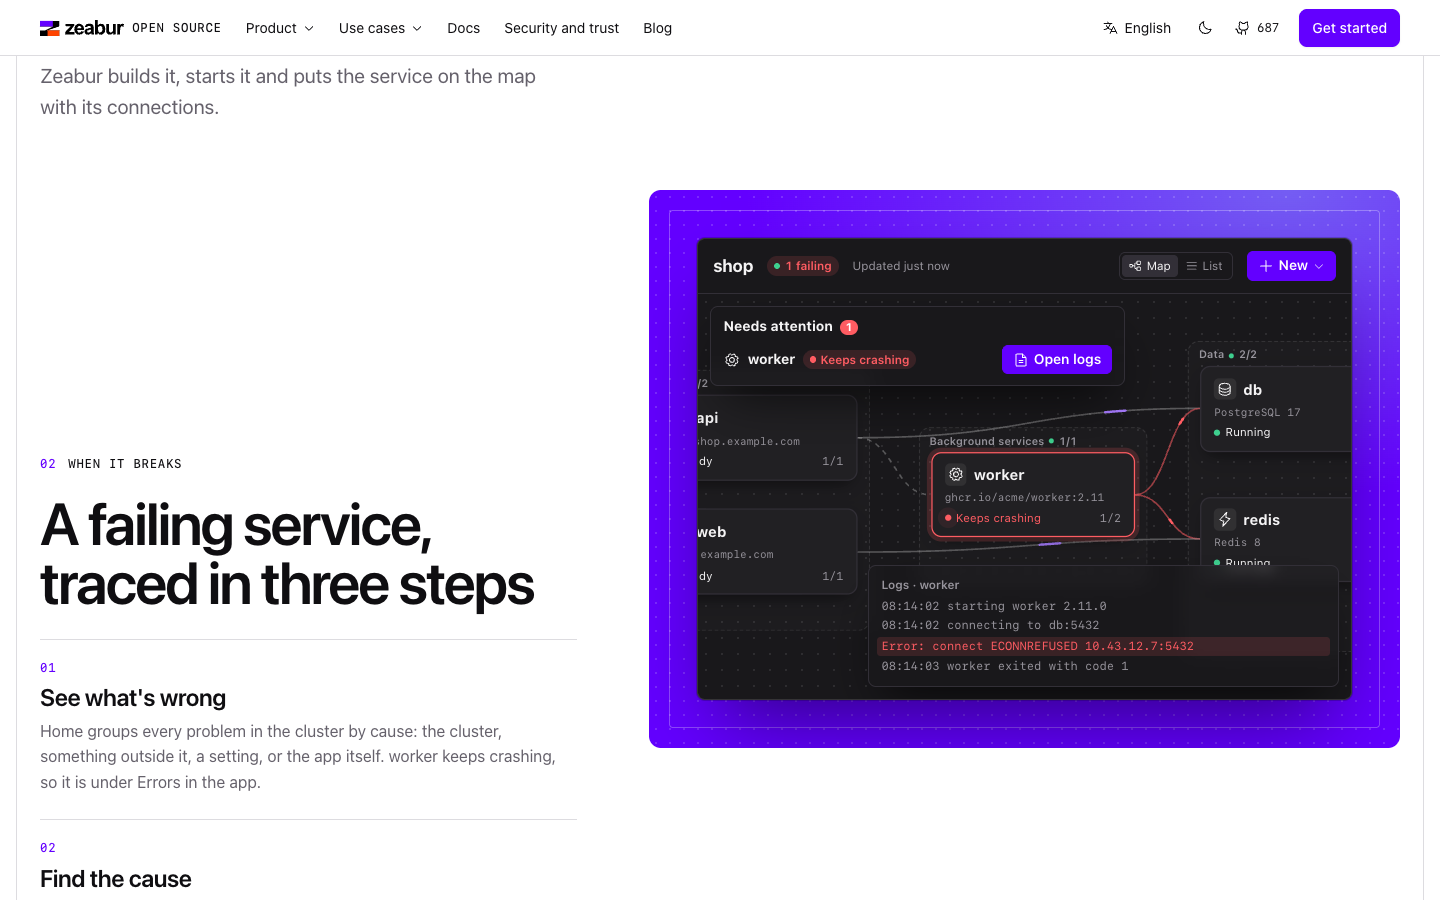 zeabur OPEN SOURCE
Product
Use cases
Docs
Security and trust
Blog
English
687
Get started
Zeabur builds it, starts it and puts the service on the map
with its connections.
02 WHEN IT BREAKS
A failing service,
traced in three steps
01
See what's wrong
Home groups every problem in the cluster by cause: the cluster,
something outside it, a setting, or the app itself. worker keeps crashing,
so it is under Errors in the app.
02
Find the cause
shop
1 failing
Updated just now
Map
List
New
Needs attention 1
worker
Keeps crashing
Open logs
/2
api
shop.example.com
dy
1/1
web
example.com
dy
1/1
Background services 1/1
worker
ghcr.io/acme/worker:2.11
Keeps crashing
1/2
Data 2/2
db
PostgreSQL 17
Running
redis
Redis 8
Running
Logs · worker
08:14:02 starting worker 2.11.0
08:14:02 connecting to db:5432
Error: connect ECONNREFUSED 10.43.12.7:5432
08:14:03 worker exited with code 1